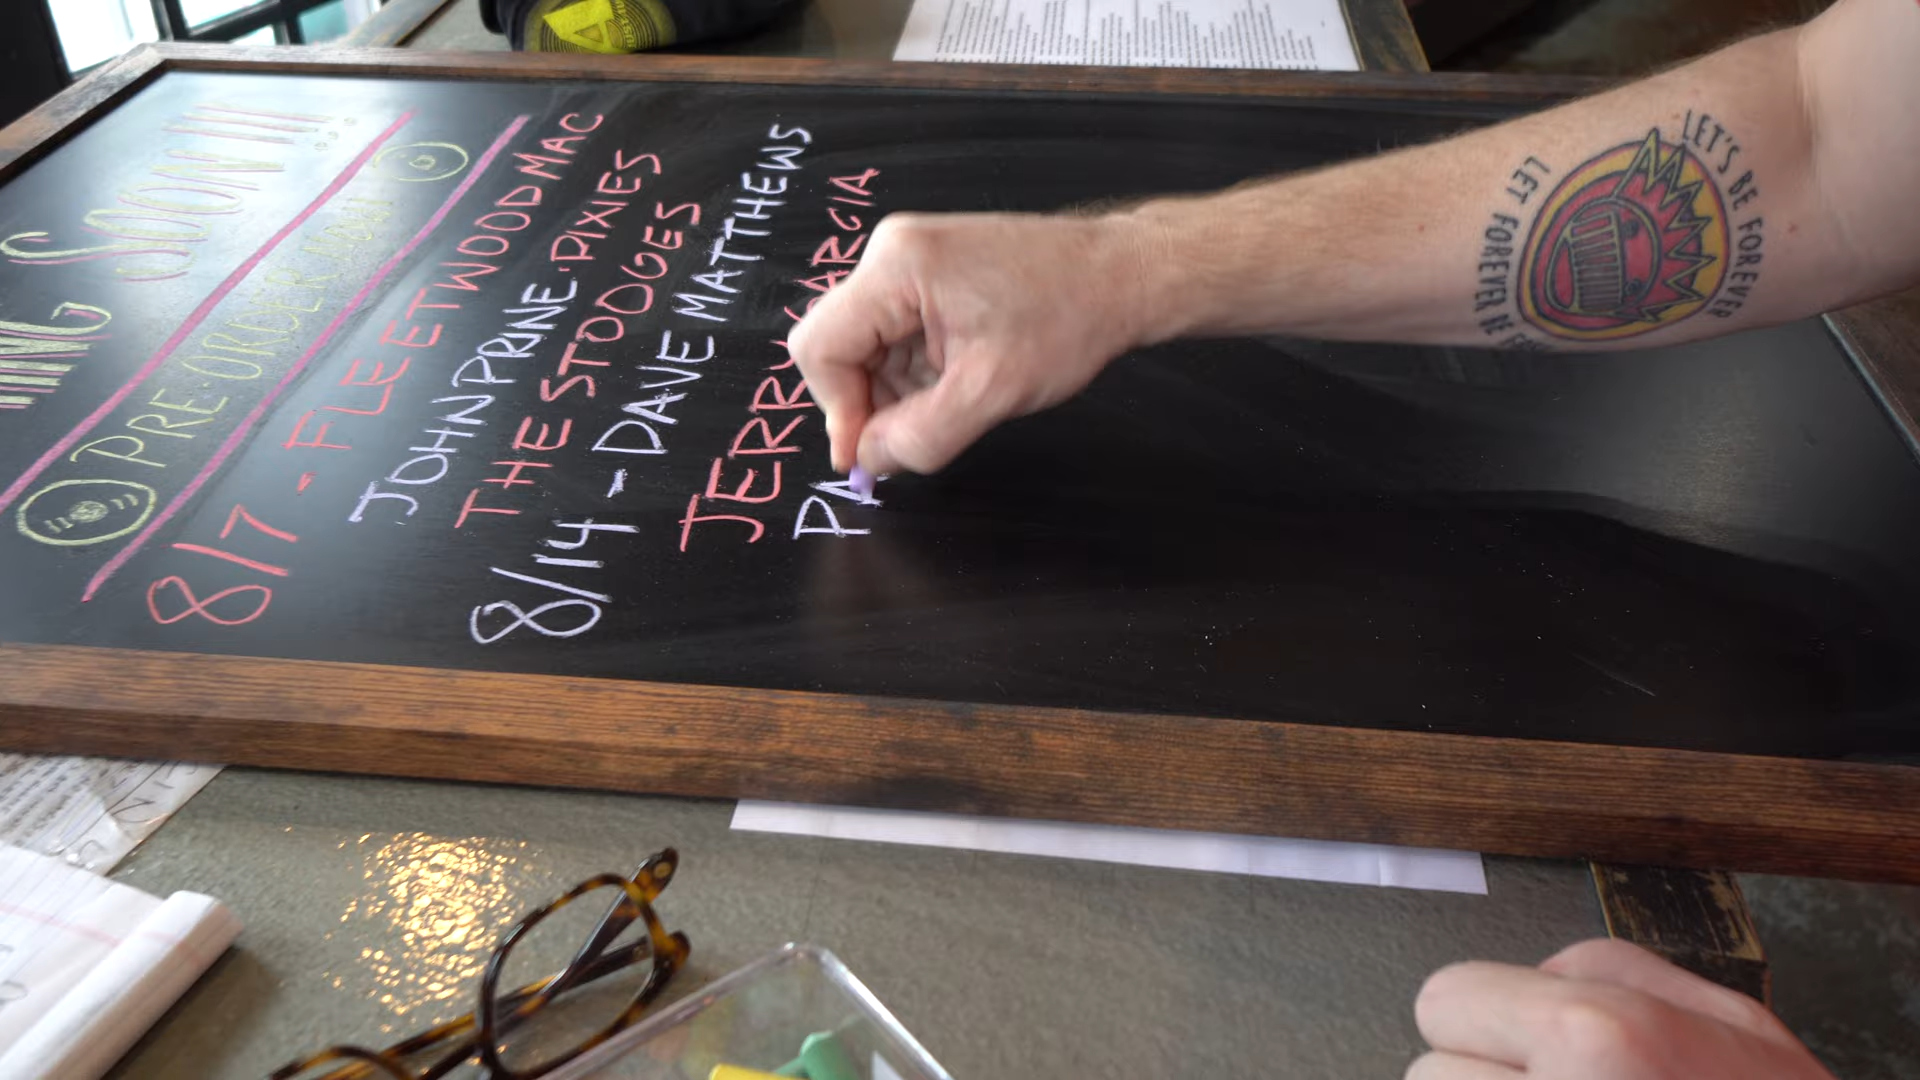 SOON!!!
PRE·ORDER NOW!
8/7 - FLEETWOOD MAC
JOHN PRINE · PIXIES
THE STOOGES
8/14 - DAVE MATTHEWS
JERRY GARCIA
PA
LET'S BE FOREVER
LET FOREVER BE